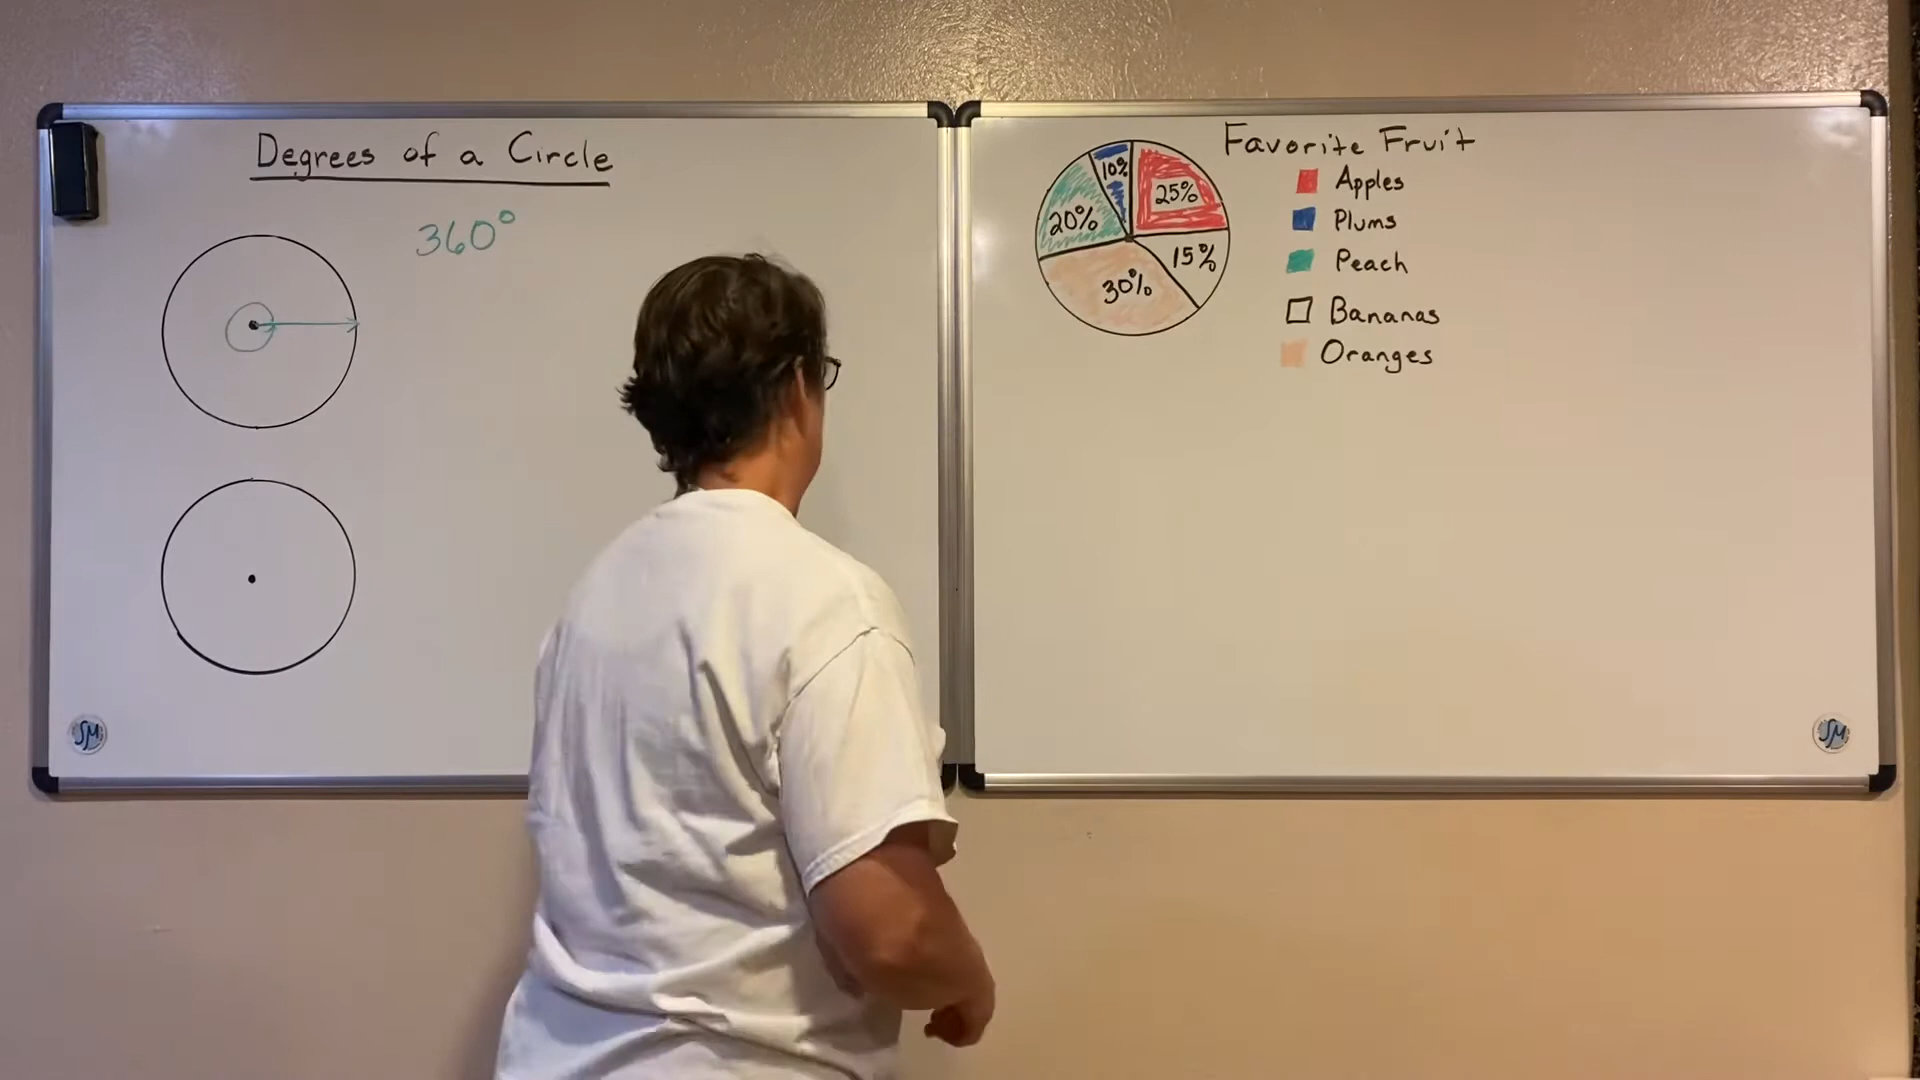 Degrees of a Circle
360°
Favorite Fruit
10%
25%
20%
15%
30%
Apples
Plums
Peach
Bananas
Oranges
SM
SM